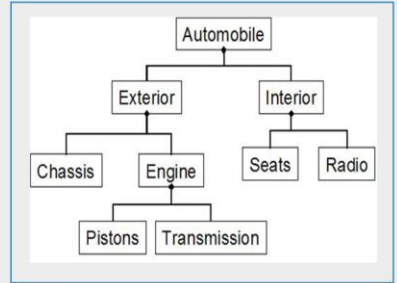 Automobile
Exterior Interior
Chassis Engine Seats Radio
Pistons Transmission